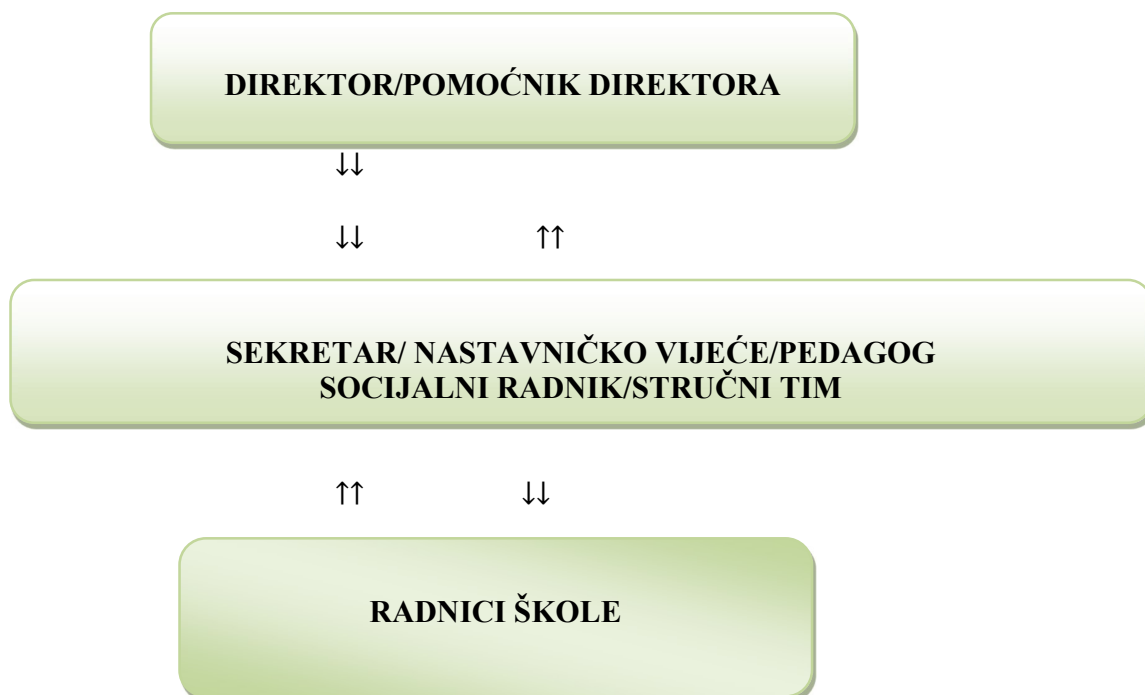 DIREKTOR/POMOĆNIK DIREKTORA
↓↓
↓↓ ↑↑
SEKRETAR/ NASTAVNIČKO VIJEĆE/PEDAGOG
SOCIJALNI RADNIK/STRUČNI TIM
↑↑ ↓↓
RADNICI ŠKOLE